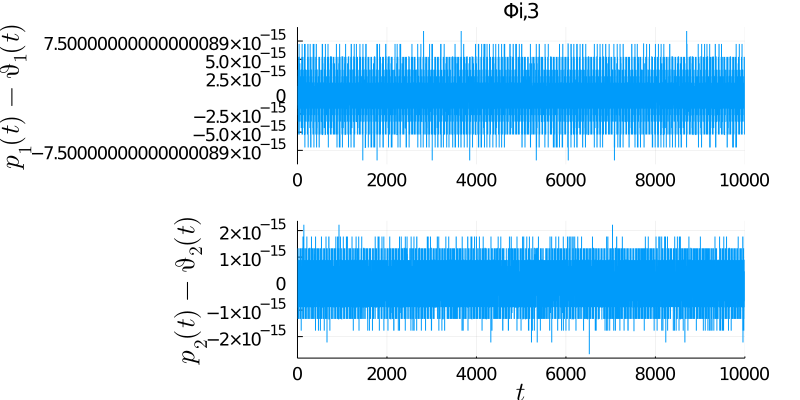 Φi,3
p₁(t) − ϑ₁(t)
7.500000000000000089×10⁻¹⁵
5.0×10⁻¹⁵
2.5×10⁻¹⁵
0
−2.5×10⁻¹⁵
−5.0×10⁻¹⁵
−7.500000000000000089×10⁻¹⁵
0 2000 4000 6000 8000 10000
p₂(t) − ϑ₂(t)
2×10⁻¹⁵
1×10⁻¹⁵
0
−1×10⁻¹⁵
−2×10⁻¹⁵
0 2000 4000 6000 8000 10000
t